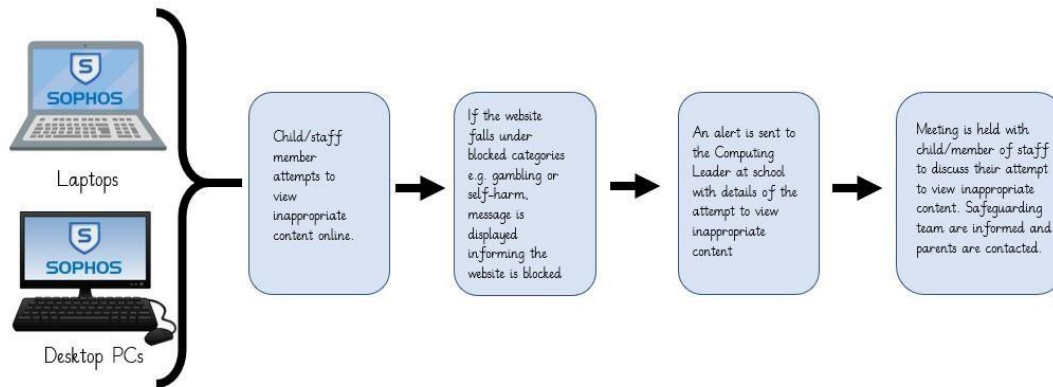 SOPHOS
Laptops
SOPHOS
Desktop PCs
Child/staff
member
attempts to
view
inappropriate
content online.
If the website
falls under
blocked categories
e.g. gambling or
self-harm,
message is
displayed
informing the
website is blocked
An alert is sent to
the Computing
Leader at school
with details of the
attempt to view
inappropriate
content
Meeting is held with
child/member of staff
to discuss their attempt
to view inappropriate
content. Safeguarding
team are informed and
parents are contacted.